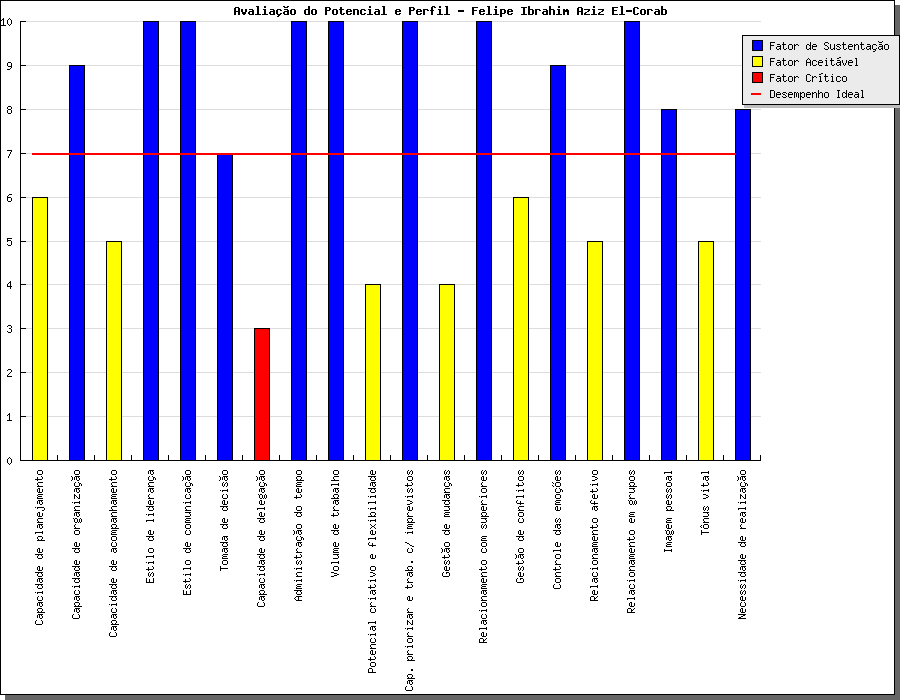 Avaliação do Potencial e Perfil - Felipe Ibrahim Aziz El-Corab
Fator de Sustentação
Fator Aceitável
Fator Crítico
Desempenho Ideal
10
9
8
7
6
5
4
3
2
1
0
Capacidade de planejamento
Capacidade de organização
Capacidade de acompanhamento
Estilo de liderança
Estilo de comunicação
Tomada de decisão
Capacidade de delegação
Administração do tempo
Volume de trabalho
Potencial criativo e flexibilidade
Cap. priorizar e trab. c/ imprevistos
Gestão de mudanças
Relacionamento com superiores
Gestão de conflitos
Controle das emoções
Relacionamento afetivo
Relacionamento em grupos
Imagem pessoal
Tônus vital
Necessidade de realização